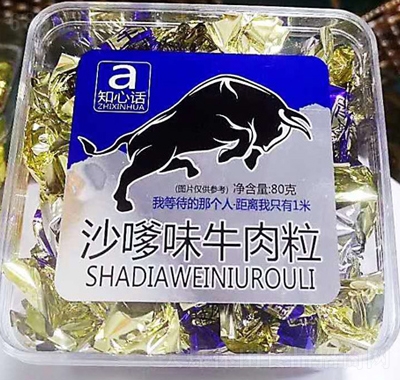 a
知心话
ZHIXINHUA
(图片仅供参考) 净含量:80克
我等待的那个人·距离我只有1米
沙嗲味牛肉粒
SHADIAWEINIUROULI